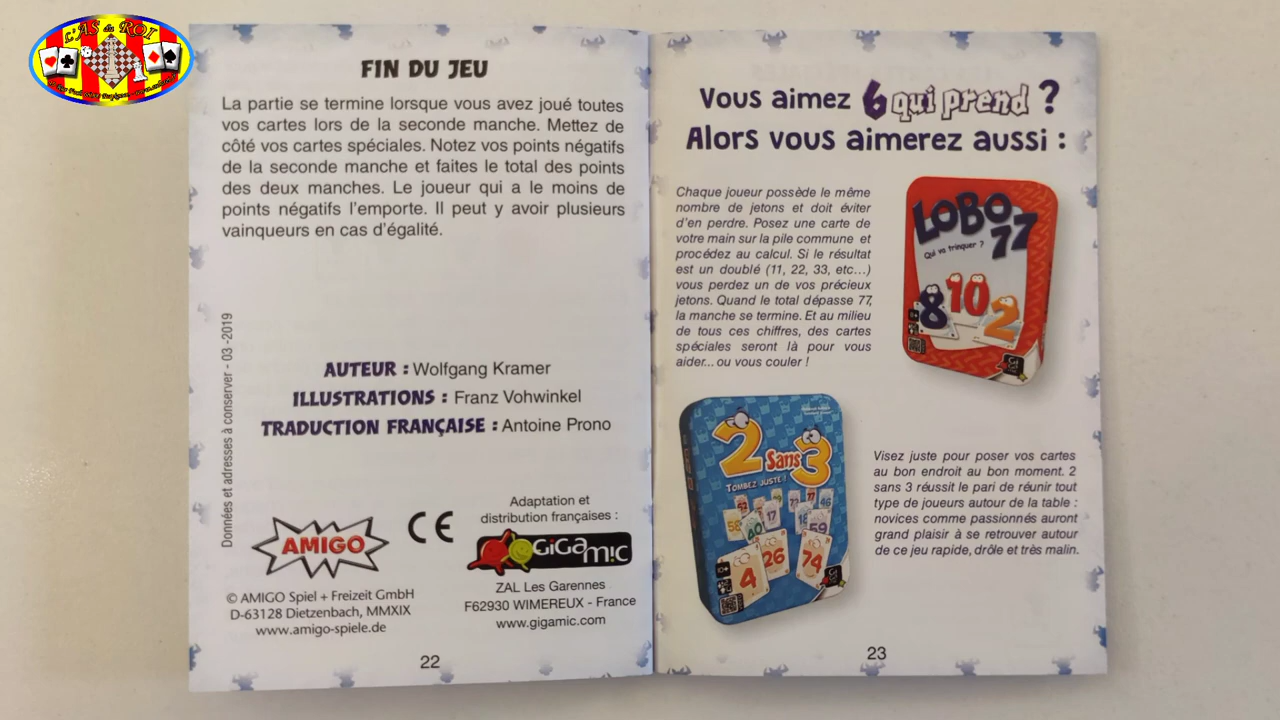 L'AS du ROI
FIN DU JEU
La partie se termine lorsque vous avez joué toutes
vos cartes lors de la seconde manche. Mettez de
côté vos cartes spéciales. Notez vos points négatifs
de la seconde manche et faites le total des points
des deux manches. Le joueur qui a le moins de
points négatifs l'emporte. Il peut y avoir plusieurs
vainqueurs en cas d'égalité.
Données et adresses à conserver - 03 - 2019
AUTEUR : Wolfgang Kramer
ILLUSTRATIONS : Franz Vohwinkel
TRADUCTION FRANÇAISE : Antoine Prono
AMIGO
CE
© AMIGO Spiel + Freizeit GmbH
D-63128 Dietzenbach, MMXIX
www.amigo-spiele.de
Adaptation et
distribution françaises :
GiGAMiC
ZAL Les Garennes
F62930 WIMEREUX - France
www.gigamic.com
22
Vous aimez 6 qui prend ?
Alors vous aimerez aussi :
Chaque joueur possède le même
nombre de jetons et doit éviter
d'en perdre. Posez une carte de
votre main sur la pile commune et
procédez au calcul. Si le résultat
est un doublé (11, 22, 33, etc...)
vous perdez un de vos précieux
jetons. Quand le total dépasse 77,
la manche se termine. Et au milieu
de tous ces chiffres, des cartes
spéciales seront là pour vous
aider... ou vous couler !
LOBO
77
Qui va trinquer ?
8 10 2
2 Sans 3
TOMBEZ JUSTE !
58 40 17 59
4 26 74
Visez juste pour poser vos cartes
au bon endroit au bon moment. 2
sans 3 réussit le pari de réunir tout
type de joueurs autour de la table :
novices comme passionnés auront
grand plaisir à se retrouver autour
de ce jeu rapide, drôle et très malin.
23